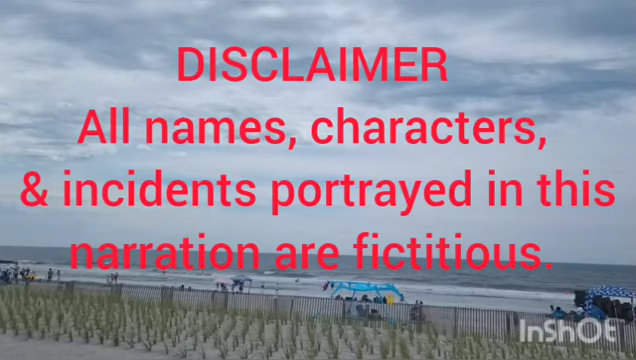 DISCLAIMER
All names, characters,
& incidents portrayed in this
narration are fictitious.
InShOt